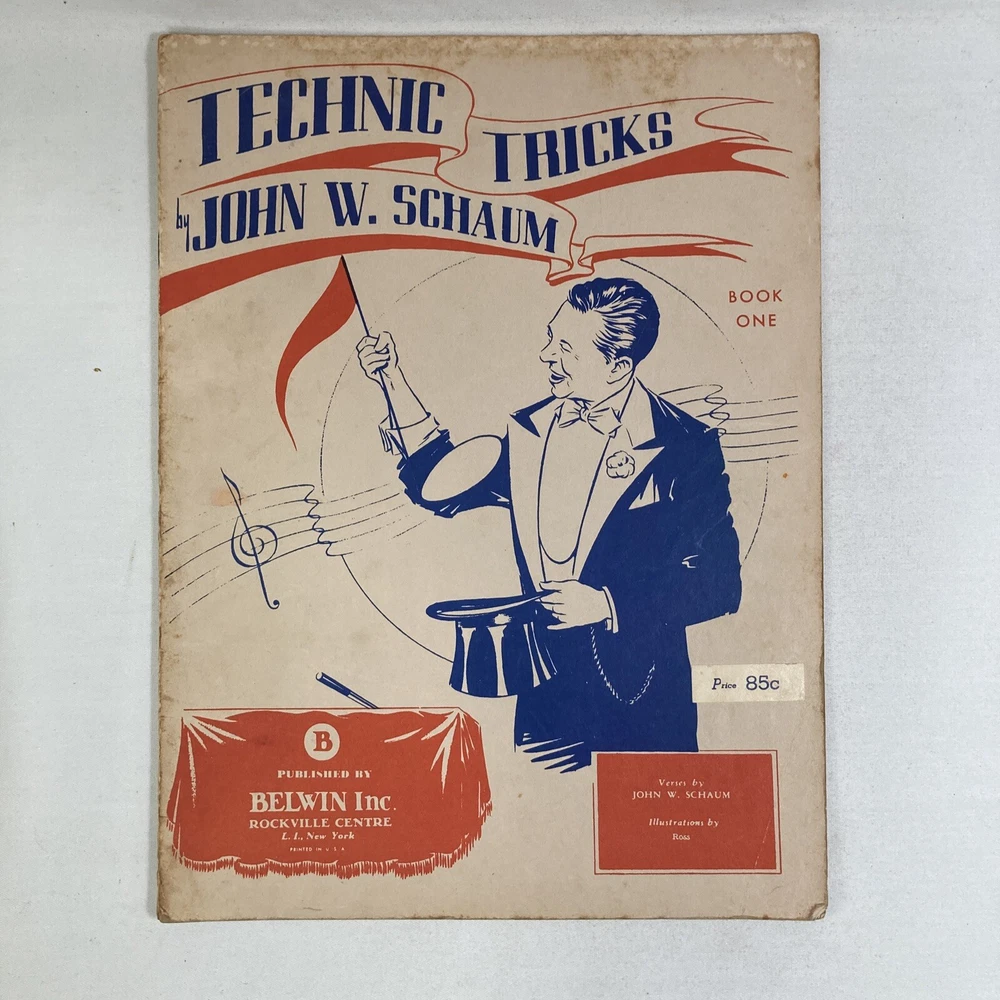 TECHNIC
TRICKS
by JOHN W. SCHAUM
BOOK
ONE
Price 85c
B
PUBLISHED BY
BELWIN Inc.
ROCKVILLE CENTRE
L. I., New York
PRINTED IN U. S. A.
Verses by
JOHN W. SCHAUM
Illustrations by
Ross